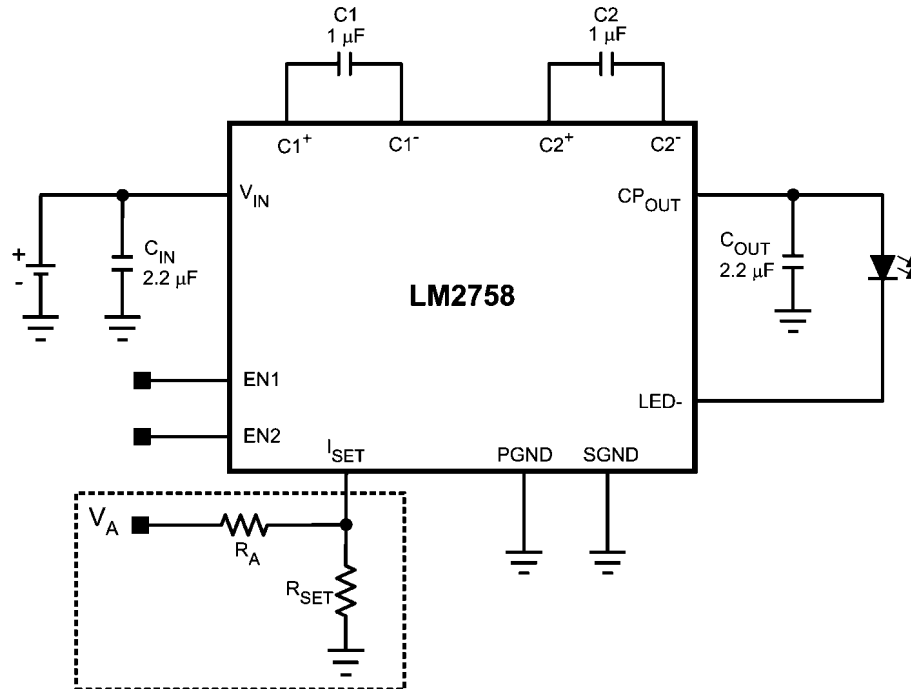 C1
1 μF
C2
1 μF
C1+
C1-
C2+
C2-
VIN
CPOUT
+
-
CIN
2.2 μF
COUT
2.2 μF
LM2758
EN1
LED-
EN2
ISET
PGND
SGND
VA
RA
RSET